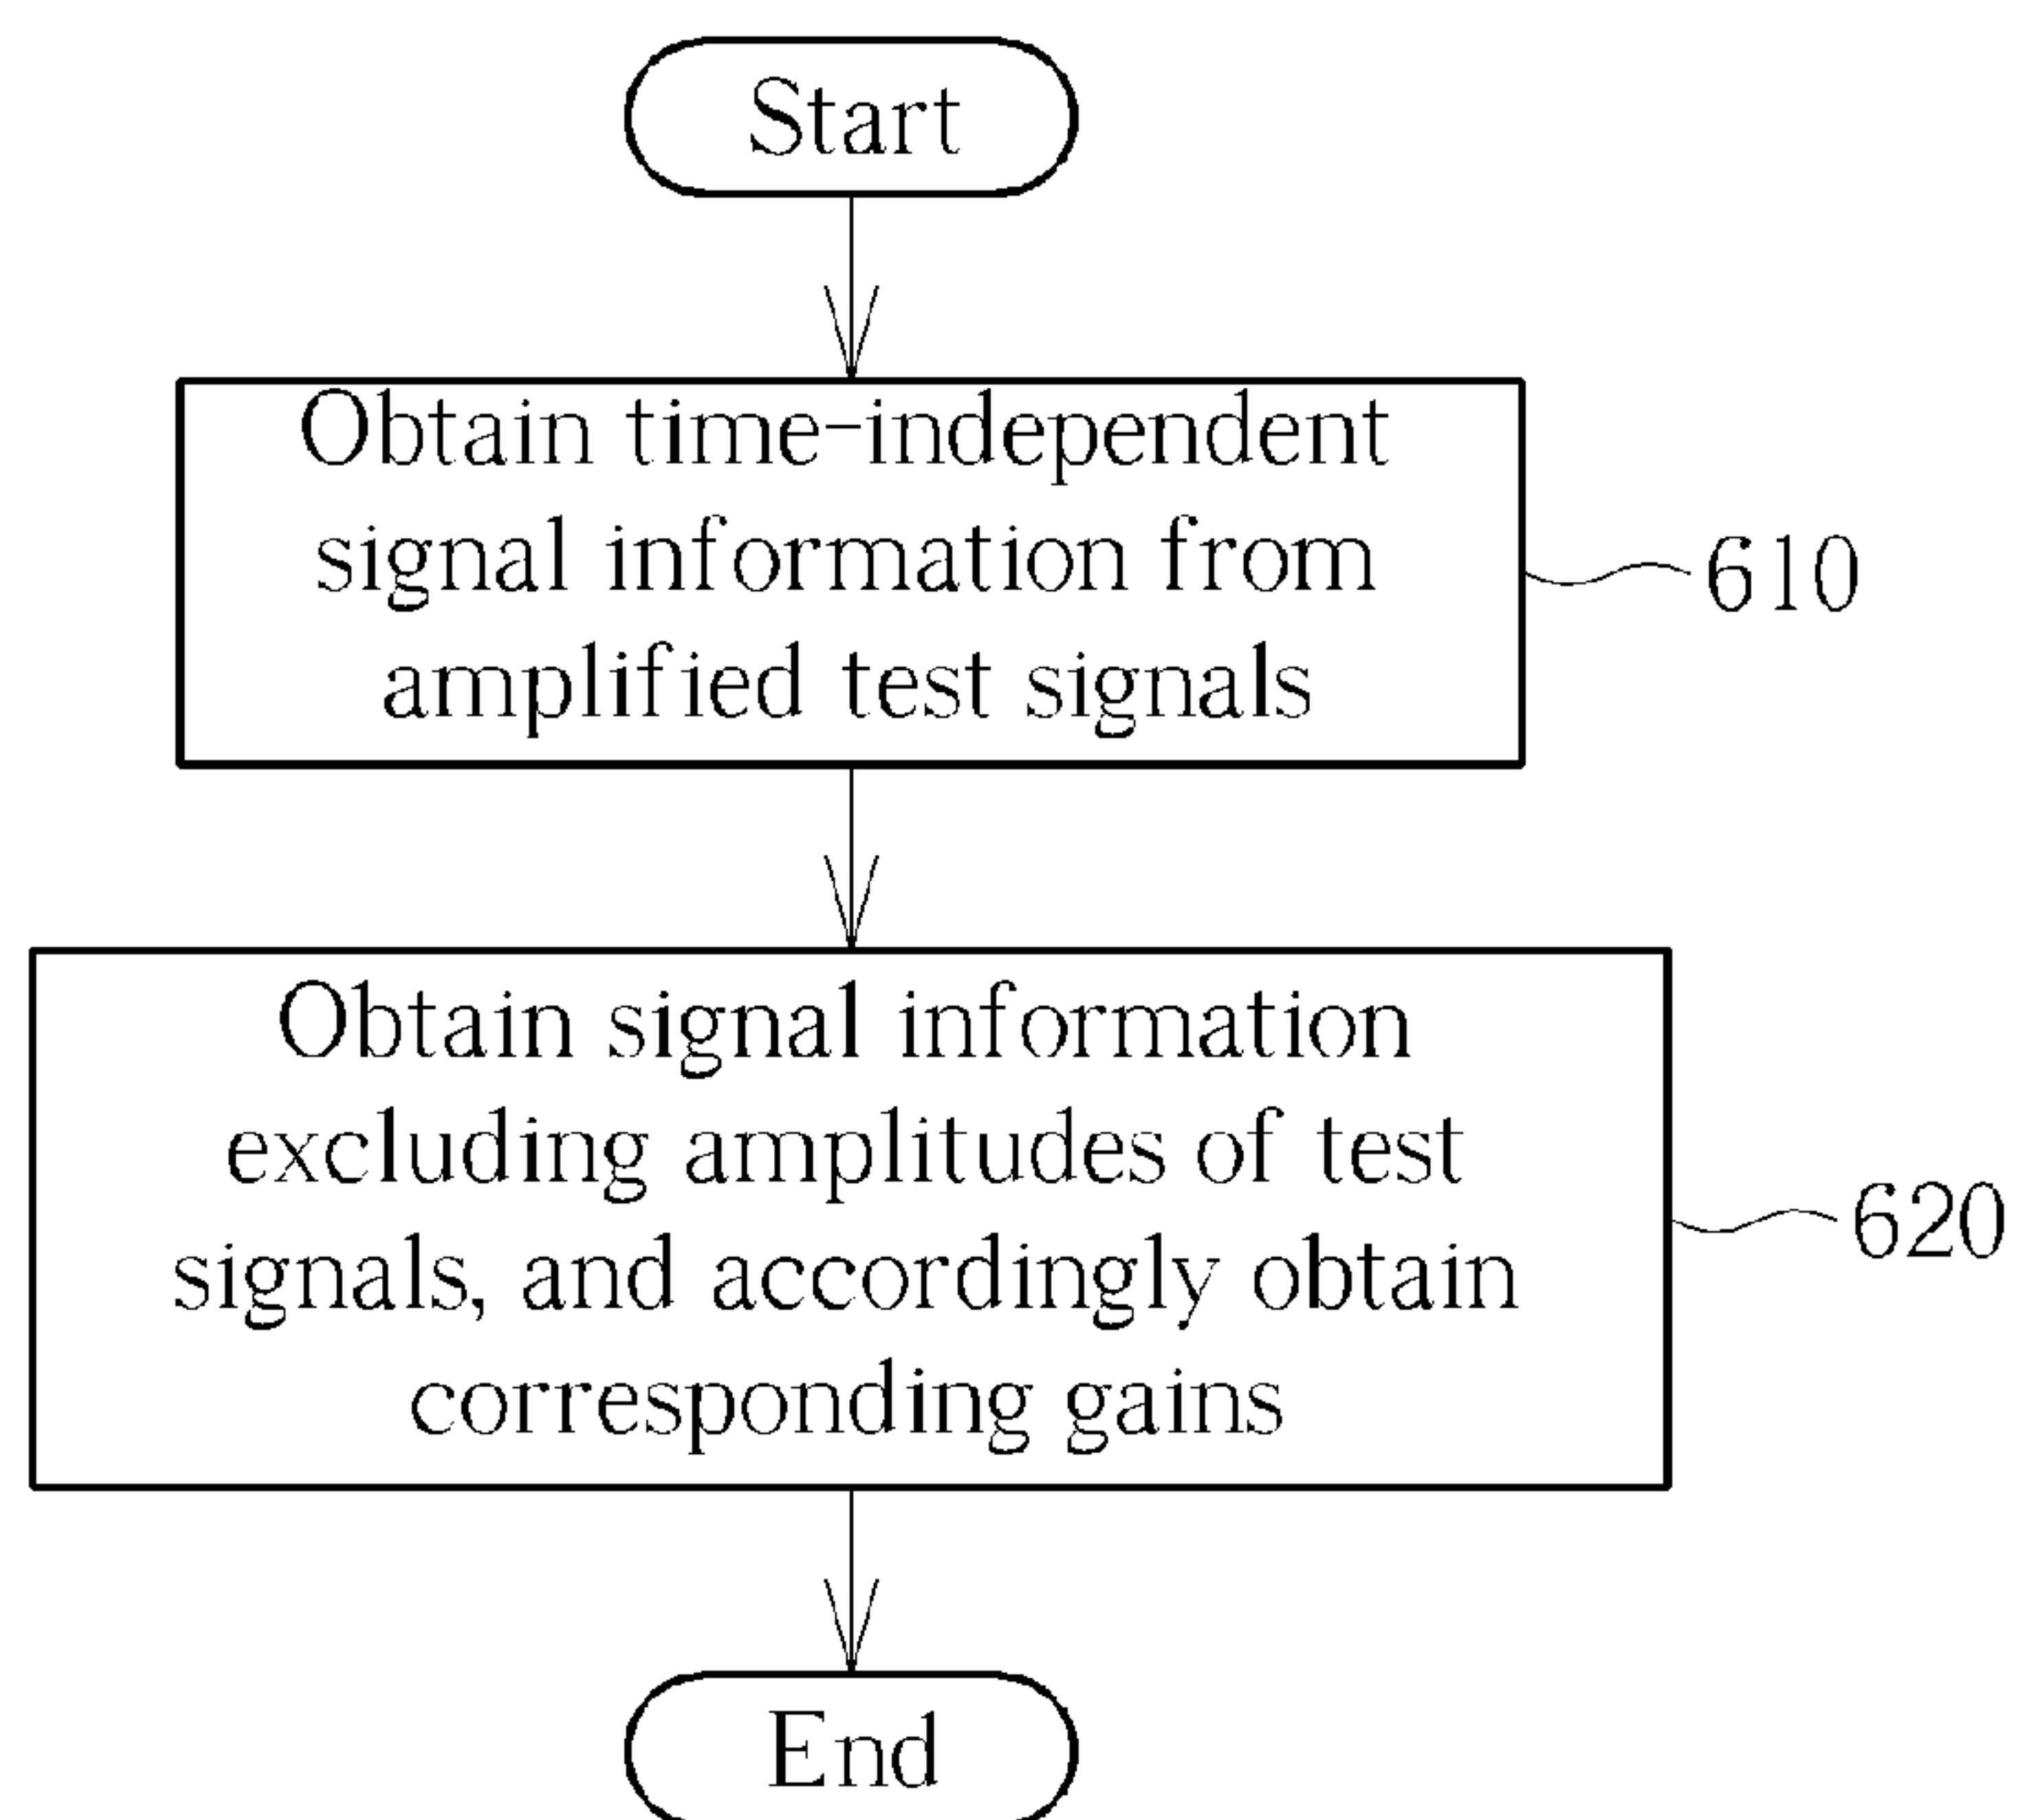 Start
Obtain time-independent
signal information from
amplified test signals
610
Obtain signal information
excluding amplitudes of test
signals, and accordingly obtain
corresponding gains
620
End